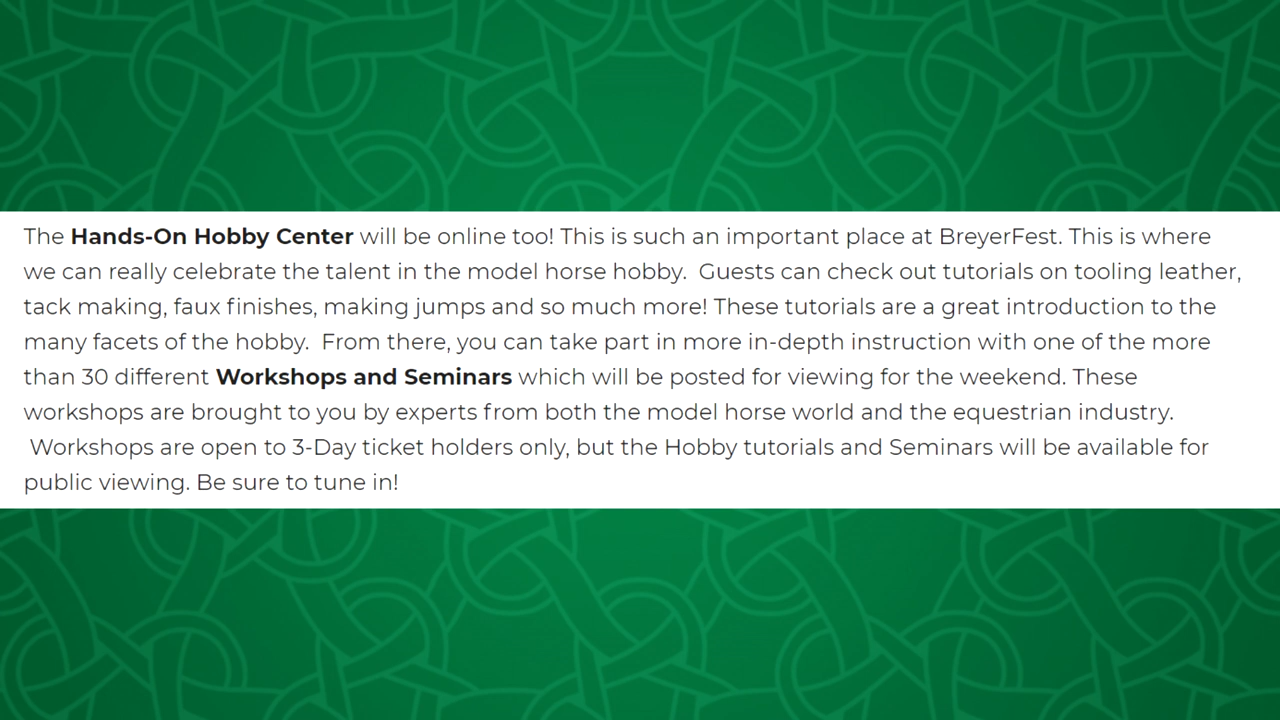 The Hands-On Hobby Center will be online too! This is such an important place at BreyerFest. This is where
we can really celebrate the talent in the model horse hobby.  Guests can check out tutorials on tooling leather,
tack making, faux finishes, making jumps and so much more! These tutorials are a great introduction to the
many facets of the hobby.  From there, you can take part in more in-depth instruction with one of the more
than 30 different Workshops and Seminars which will be posted for viewing for the weekend. These
workshops are brought to you by experts from both the model horse world and the equestrian industry.
Workshops are open to 3-Day ticket holders only, but the Hobby tutorials and Seminars will be available for
public viewing. Be sure to tune in!